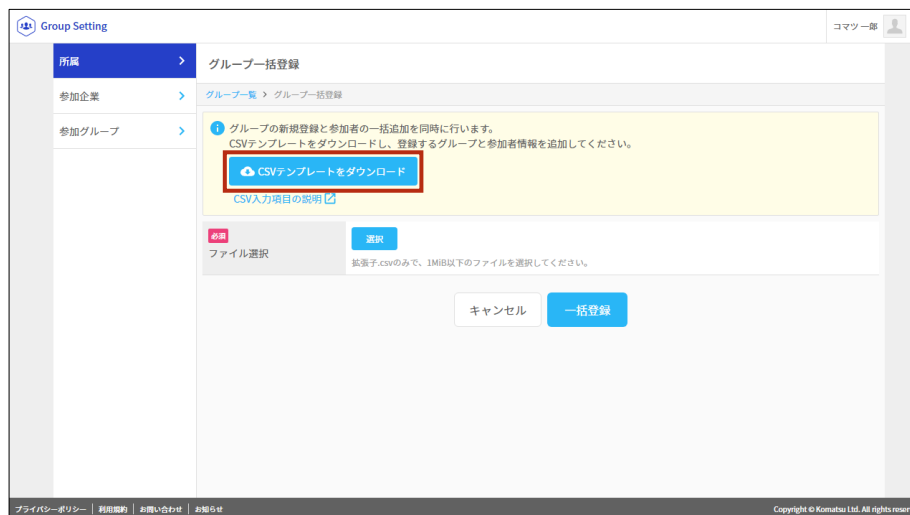 Group Setting
コマツ 一郎
所属
参加企業
参加グループ
グループ一括登録
グループ一覧 > グループ一括登録
グループの新規登録と参加者の一括追加を同時に行います。
CSVテンプレートをダウンロードし、登録するグループと参加者情報を追加してください。
CSVテンプレートをダウンロード
CSV入力項目の説明
必須
ファイル選択
選択
拡張子.csvのみで、1MiB以下のファイルを選択してください。
キャンセル
一括登録
プライバシーポリシー | 利用規約 | お問い合わせ | お知らせ
Copyright © Komatsu Ltd. All rights reser